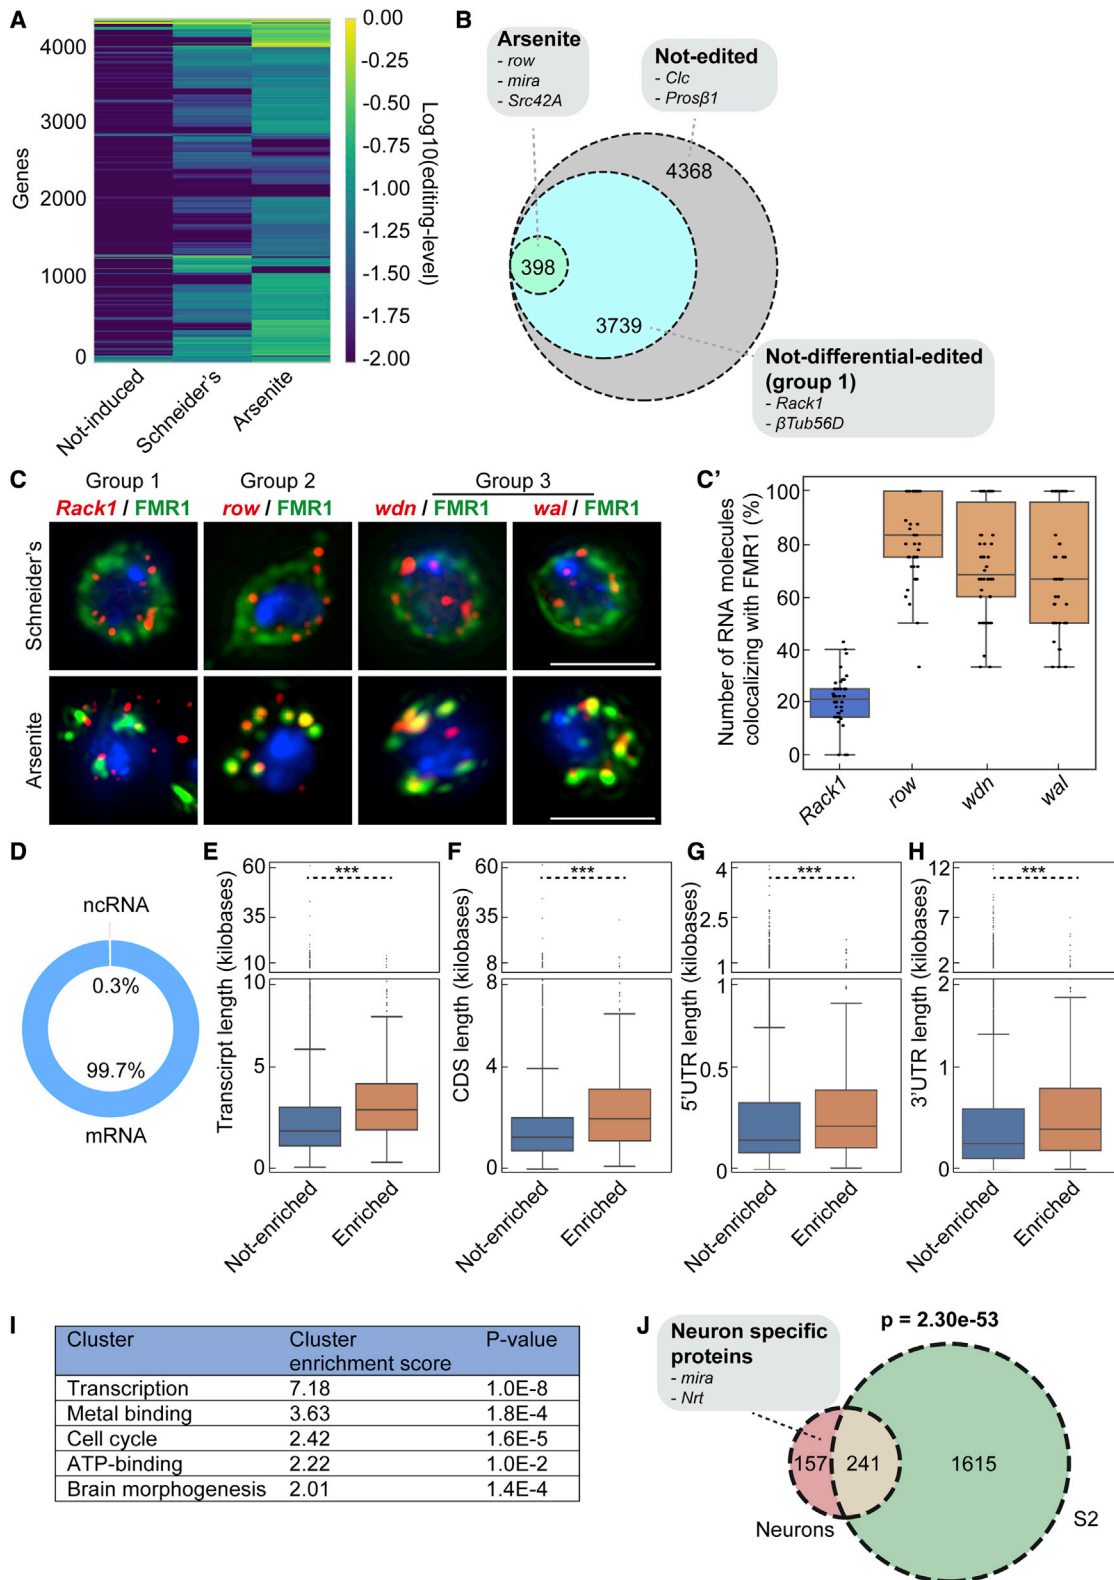 A
4000
3000
2000
1000
0
Genes
Not-induced
Schneider's
Arsenite
0.00
-0.25
-0.50
-0.75
-1.00
-1.25
-1.50
-1.75
-2.00
Log10(editing-level)
B
Arsenite
- row
- mira
- Src42A
Not-edited
- Clc
- Prosβ1
4368
398
3739
Not-differential-edited
(group 1)
- Rack1
- βTub56D
C
Group 1
Group 2
Group 3
Rack1 / FMR1
row / FMR1
wdn / FMR1
wal / FMR1
Schneider's
Arsenite
C'
Number of RNA molecules
colocalizing with FMR1 (%)
100
80
60
40
20
0
Rack1
row
wdn
wal
D
ncRNA
0.3%
99.7%
mRNA
E
Transcirpt length (kilobases)
60
35
10
10
5
0
***
Not-enriched
Enriched
F
CDS length (kilobases)
60
35
8
8
4
0
***
Not-enriched
Enriched
G
5'UTR length (kilobases)
4
2.5
1
1
0.5
0
***
Not-enriched
Enriched
H
3'UTR length (kilobases)
12
7
2
2
1
0
***
Not-enriched
Enriched
I
Cluster Cluster enrichment score P-value
Transcription 7.18 1.0E-8
Metal binding 3.63 1.8E-4
Cell cycle 2.42 1.6E-5
ATP-binding 2.22 1.0E-2
Brain morphogenesis 2.01 1.4E-4
J
p = 2.30e-53
Neuron specific
proteins
- mira
- Nrt
157
241
1615
Neurons
S2